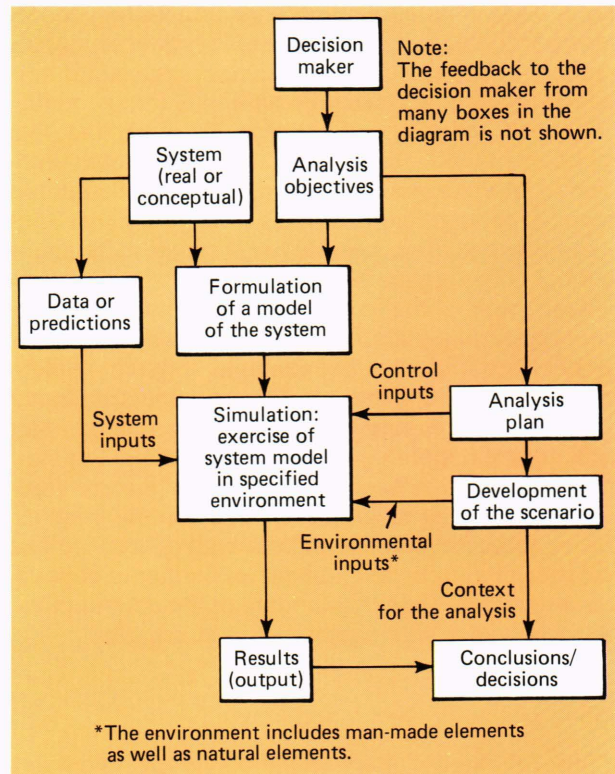 Decision
maker
Note:
The feedback to the
decision maker from
many boxes in the
diagram is not shown.
System
(real or
conceptual)
Analysis
objectives
Data or
predictions
Formulation
of a model
of the system
Control
inputs
System
inputs
Simulation:
exercise of
system model
in specified
environment
Analysis
plan
Development
of the scenario
Environmental
inputs*
Context
for the analysis
Results
(output)
Conclusions/
decisions
*The environment includes man-made elements
as well as natural elements.